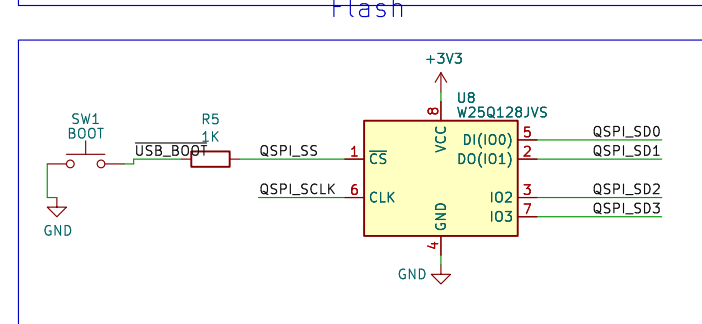 Flash
+3V3
U8
W25Q128JVS
SW1
BOOT
R5
1K
USB_BOOT
QSPI_SS
QSPI_SCLK
1
6
8
4
5
2
3
7
CS
CLK
VCC
GND
DI(IO0)
DO(IO1)
IO2
IO3
QSPI_SD0
QSPI_SD1
QSPI_SD2
QSPI_SD3
GND
GND